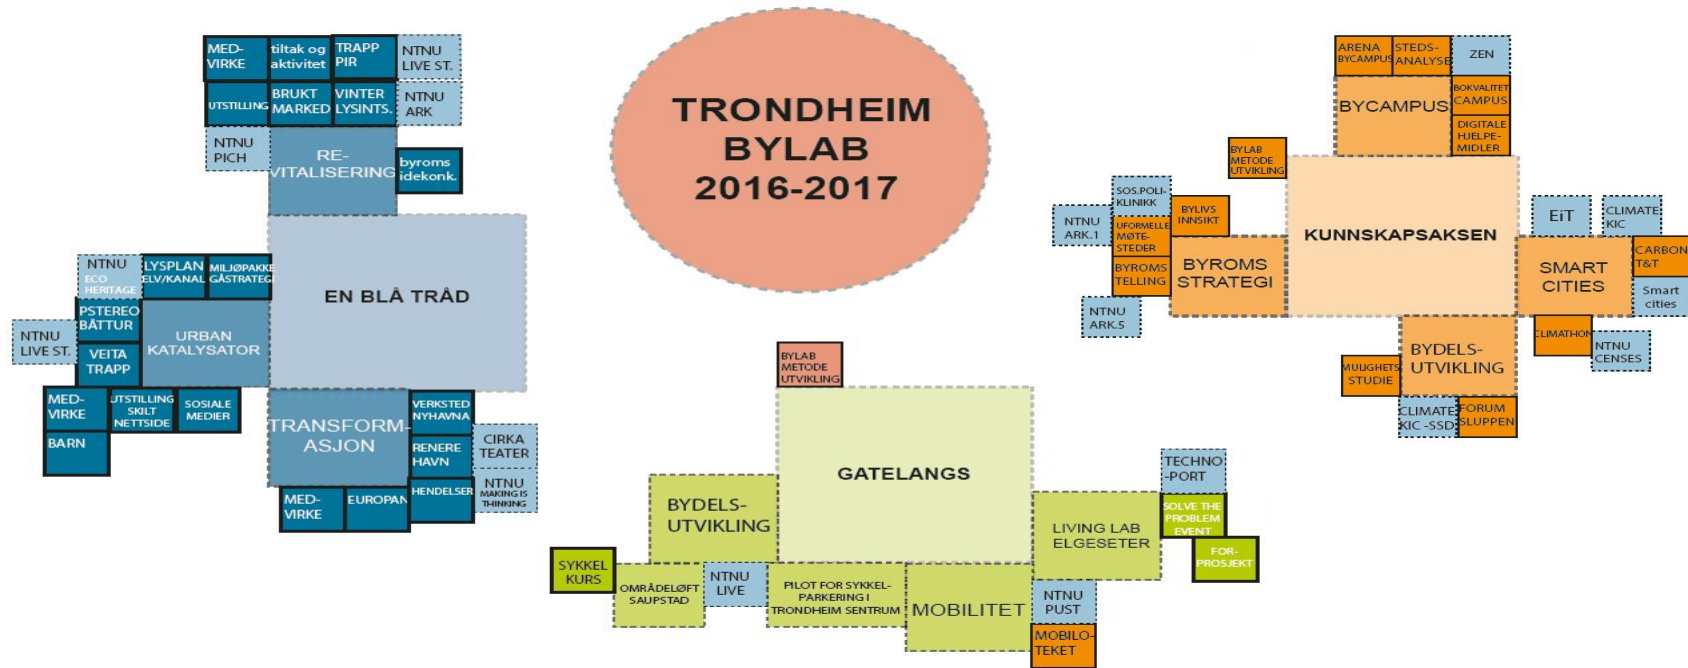 TRONDHEIM
BYLAB
2016-2017
MED-
VIRKE
tiltak og
aktivitet
TRAPP
PIR
NTNU
LIVE ST.
UTSTILLING
BRUKT
MARKED
VINTER
LYSINTS.
NTNU
ARK
NTNU
PICH
RE-
VITALISERING
byroms
idekonk.
EN BLÅ TRÅD
NTNU
ECO
HERITAGE
LYSPLAN
ELV/KANAL
MILJØPAKKE
GÅSTRATEGI
PSTEREO
BÅTTUR
NTNU
LIVE ST.
VEITA
TRAPP
URBAN
KATALYSATOR
MED-
VIRKE
UTSTILLING
SKILT
NETTSIDE
SOSIALE
MEDIER
BARN
TRANSFORM-
ASJON
VERKSTED
NYHAVNA
RENERE
HAVN
CIRKA
TEATER
MED-
VIRKE
EUROPAN
HENDELSER
NTNU
MAKING IS
THINKING
BYLAB
METODE
UTVIKLING
GATELANGS
BYDELS-
UTVIKLING
SYKKEL
KURS
OMRÅDELØFT
SAUPSTAD
NTNU
LIVE
PILOT FOR SYKKEL-
PARKERING I
TRONDHEIM SENTRUM
MOBILITET
NTNU
PUST
MOBILO-
TEKET
LIVING LAB
ELGESETER
TECHNO
-PORT
SOLVE THE
PROBLEM
EVENT
FOR-
PROSJEKT
ARENA
BYCAMPUS
STEDS-
ANALYSE
ZEN
BYCAMPUS
BOKVALITET
CAMPUS
DIGITALE
HJELPE-
MIDLER
BYLAB
METODE
UTVIKLING
KUNNSKAPSAKSEN
SOS.POLI-
KLINIKK
NTNU
ARK.1
UFORMELLE
MØTE-
STEDER
BYLIVS
INNSIKT
BYROMS
TELLING
BYROMS
STRATEGI
NTNU
ARK.5
EiT
CLIMATE
KIC
SMART
CITIES
CARBON
T&T
Smart
cities
CLIMATHON
NTNU
CENSES
BYDELS-
UTVIKLING
MULIGHETS
STUDIE
CLIMATE
KIC -SSD
FORUM
SLUPPEN